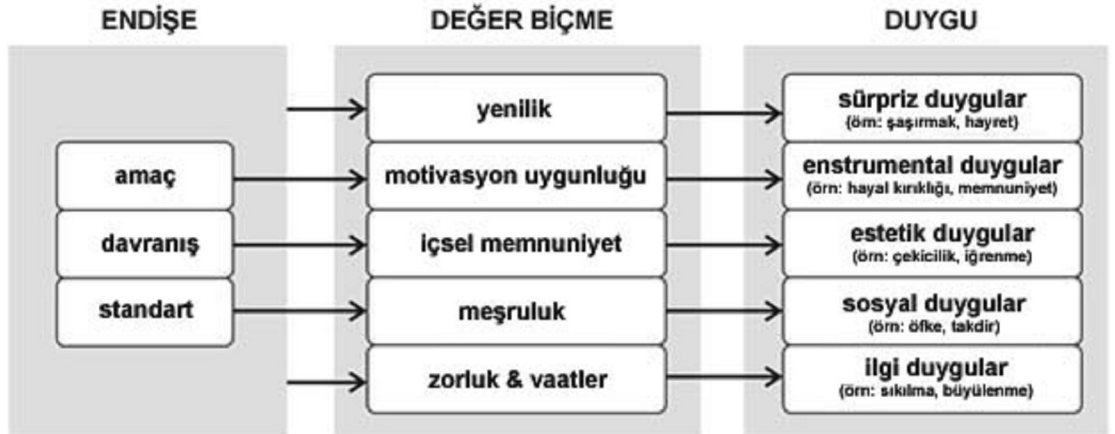 ENDİŞE
DEĞER BİÇME
DUYGU
amaç
davranış
standart
yenilik
motivasyon uygunluğu
içsel memnuniyet
meşruluk
zorluk & vaatler
sürpriz duygular
(örn: şaşırmak, hayret)
enstrumental duygular
(örn: hayal kırıklığı, memnuniyet)
estetik duygular
(örn: çekicilik, iğrenme)
sosyal duygular
(örn: öfke, takdir)
ilgi duygular
(örn: sıkılma, büyülenme)